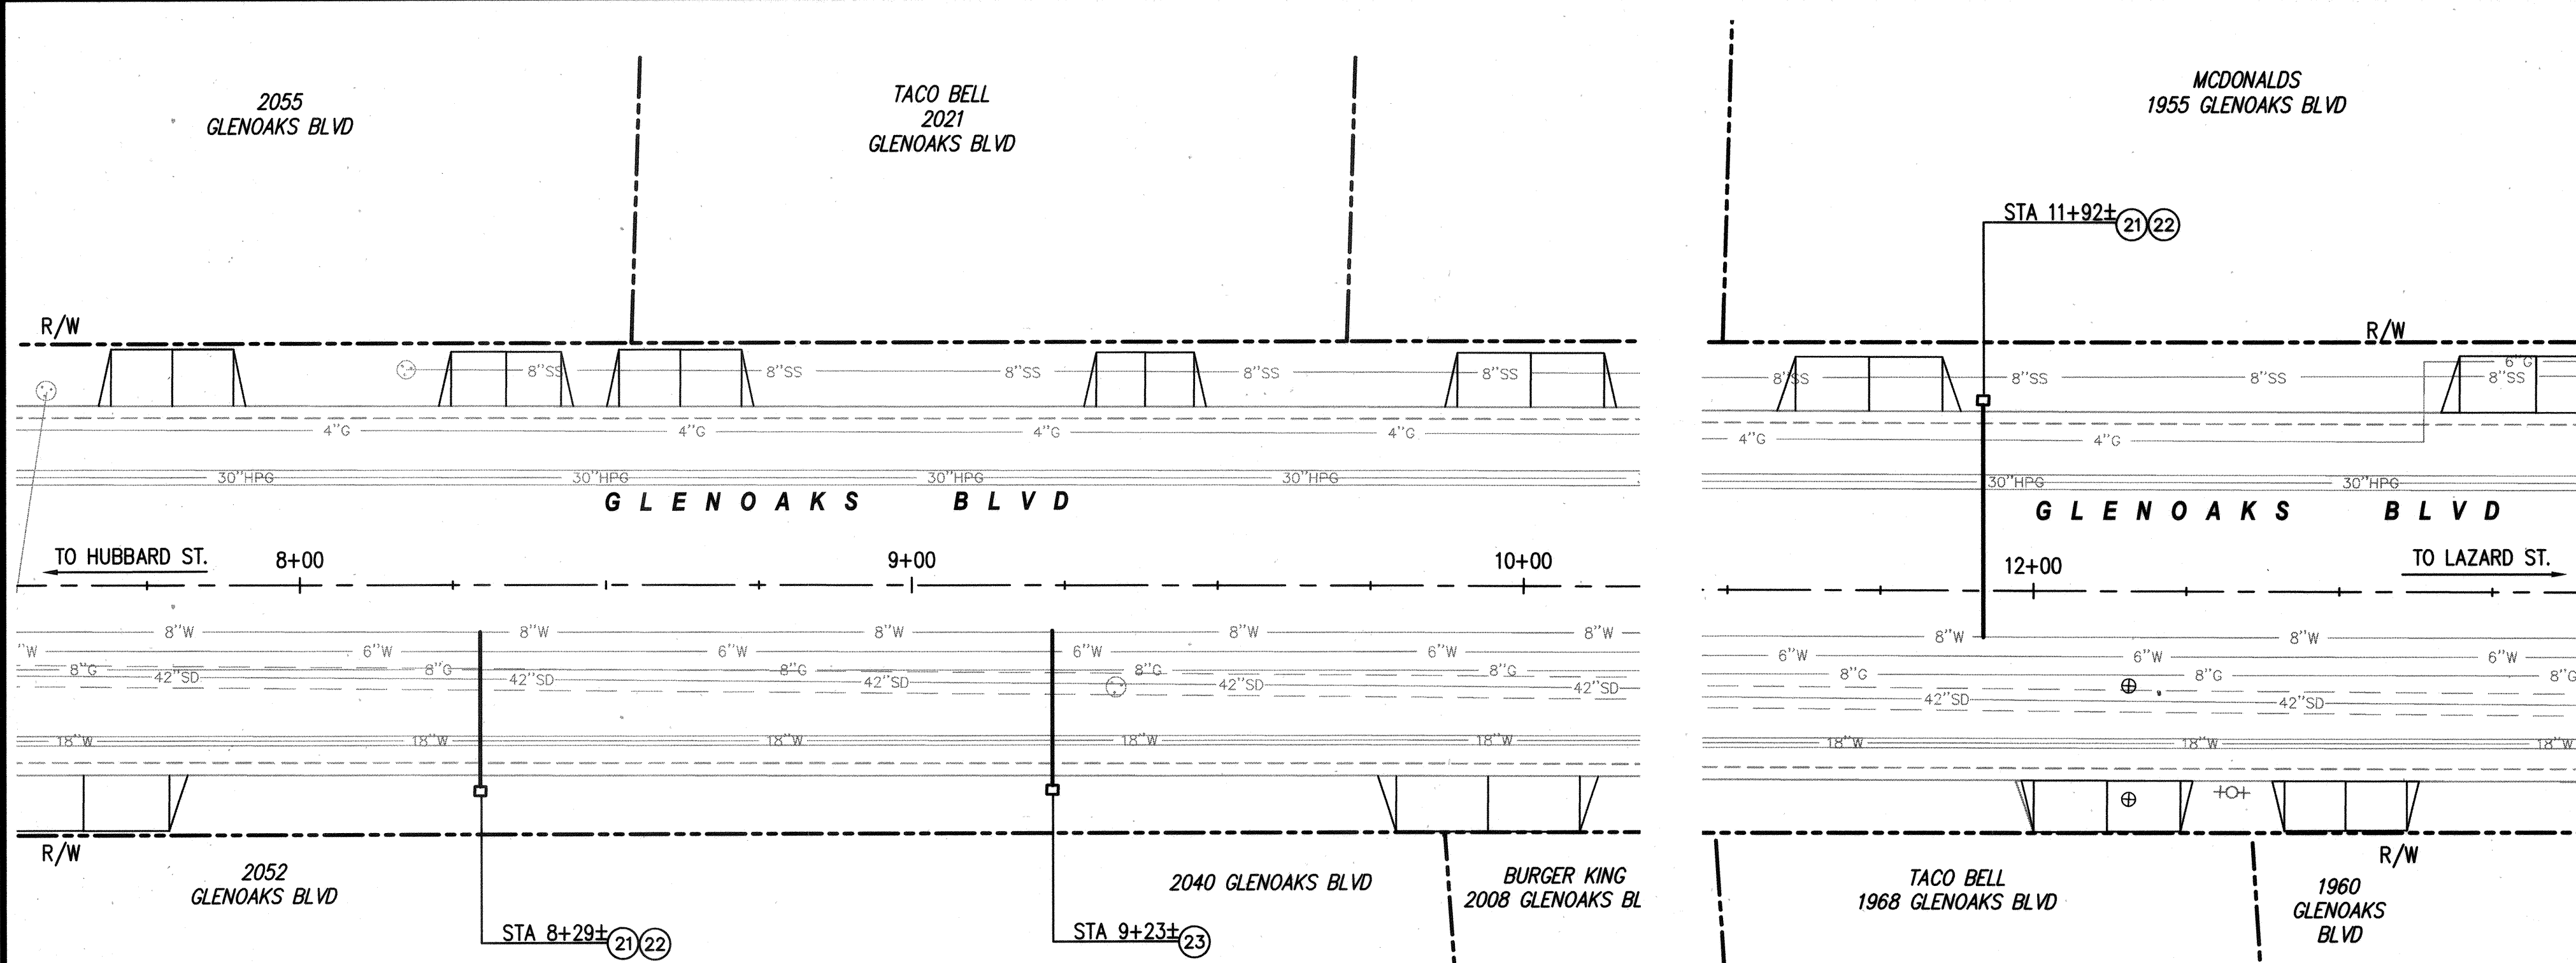 2055
GLENOAKS BLVD
TACO BELL
2021
GLENOAKS BLVD
MCDONALDS
1955 GLENOAKS BLVD
STA 11+92± 21 22
R/W
R/W
8"SS 8"SS 8"SS 8"SS 8"SS
8"SS 8"SS 8"SS 8"SS
6"G
4"G 4"G 4"G 4"G
4"G 4"G
30"HPG 30"HPG 30"HPG 30"HPG
30"HPG 30"HPG
GLENOAKS BLVD
GLENOAKS BLVD
TO HUBBARD ST.
8+00
9+00
10+00
12+00
TO LAZARD ST.
8"W 8"W 8"W 8"W 8"W
8"W 8"W
"W 6"W 6"W 6"W 6"W
6"W 6"W 6"W
8"G 8"G 8"G 8"G 8"G
8"G 8"G 8"G
42"SD 42"SD 42"SD 42"SD 42"SD
42"SD 42"SD
18"W 18"W 18"W 18"W 18"W
18"W 18"W 18"W
R/W
R/W
2052
GLENOAKS BLVD
2040 GLENOAKS BLVD
BURGER KING
2008 GLENOAKS BL
TACO BELL
1968 GLENOAKS BLVD
1960
GLENOAKS
BLVD
STA 8+29± 21 22
STA 9+23± 23